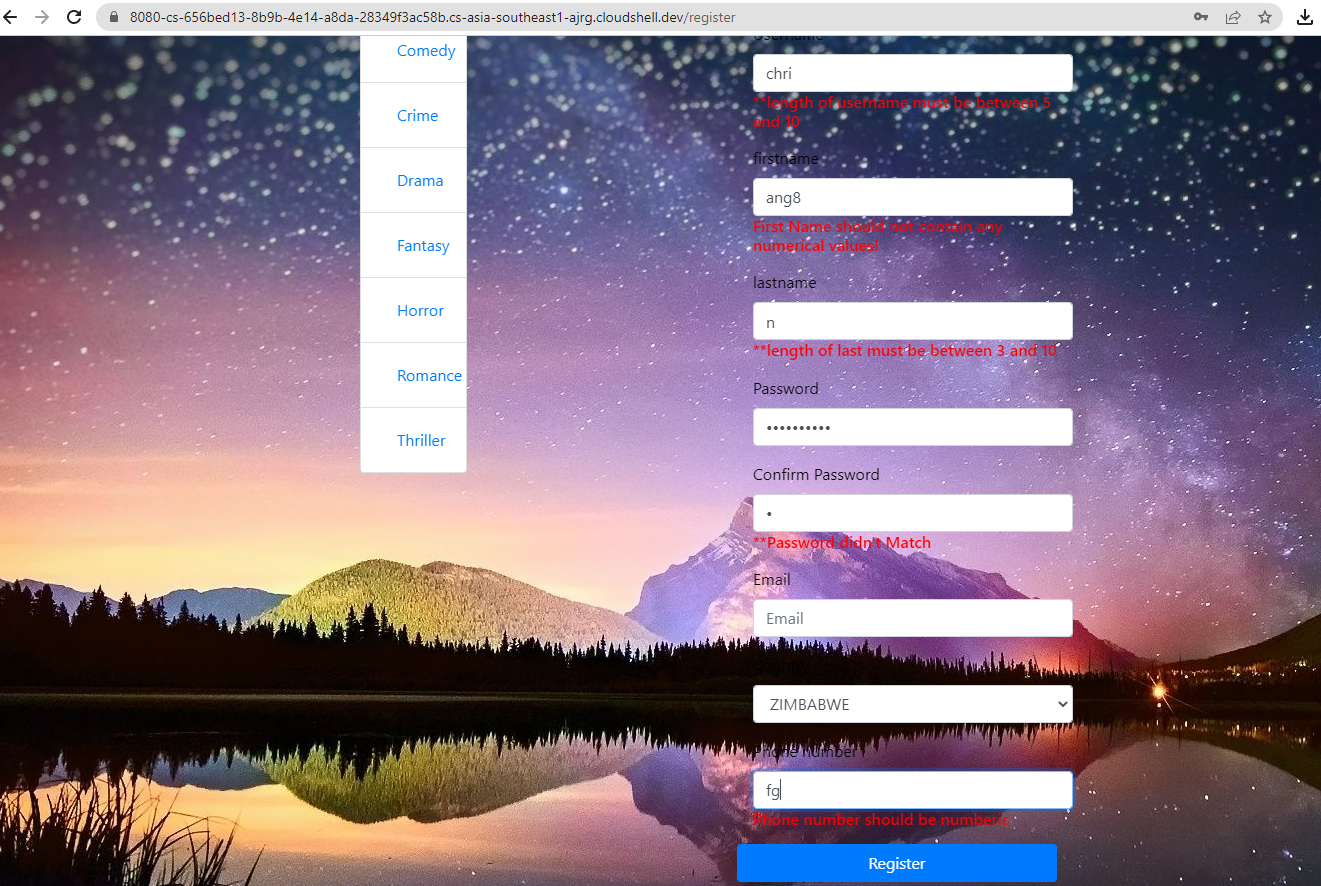 8080-cs-656bed13-8b9b-4e14-a8da-28349f3ac58b.cs-asia-southeast1-ajrg.cloudshell.dev/register
Comedy
Crime
Drama
Fantasy
Horror
Romance
Thriller
Username
chri
**length of username must be between 5
and 10
firstname
ang8
First Name should not contain any
numerical values!
lastname
n
**length of last must be between 3 and 10
Password
••••••••••
Confirm Password
•
**Password didn't Match
Email
Email
ZIMBABWE
Phone number
fg
Phone number should be numberic
Register